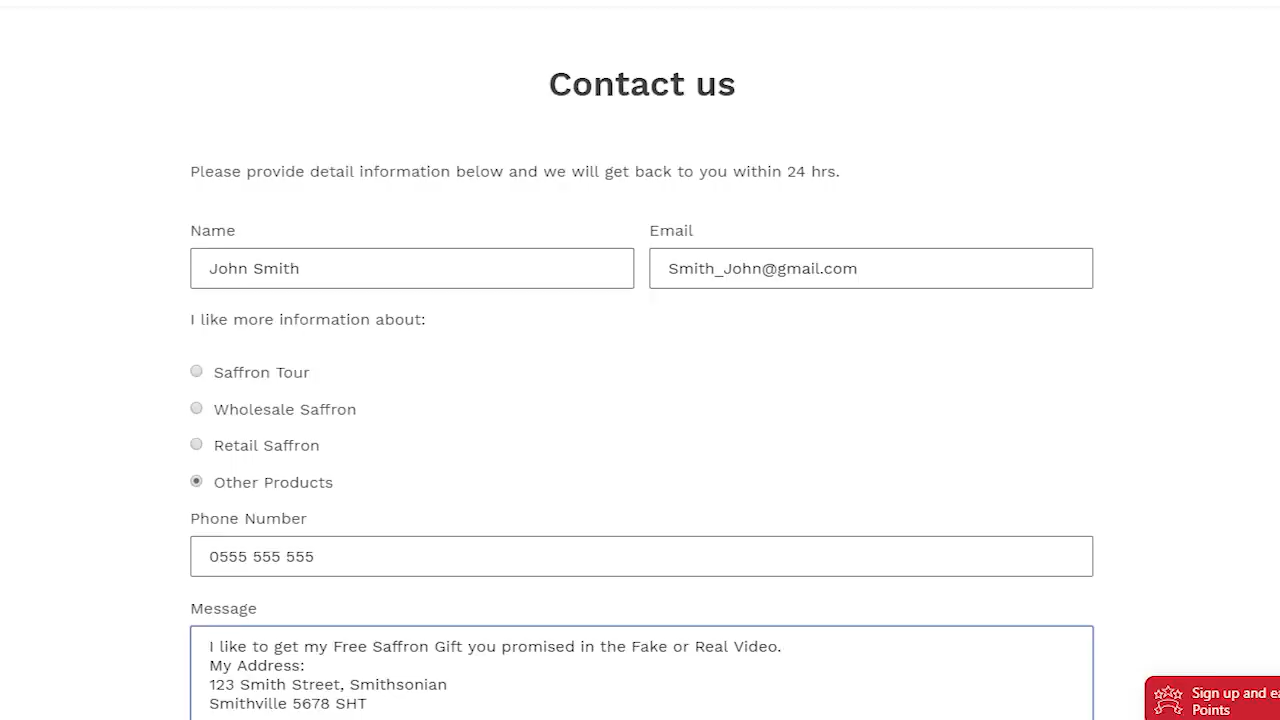 Contact us
Please provide detail information below and we will get back to you within 24 hrs.
Name
Email
John Smith
Smith_John@gmail.com
I like more information about:
Saffron Tour
Wholesale Saffron
Retail Saffron
Other Products
Phone Number
0555 555 555
Message
I like to get my Free Saffron Gift you promised in the Fake or Real Video.
My Address:
123 Smith Street, Smithsonian
Smithville 5678 SHT
Sign up and
Points